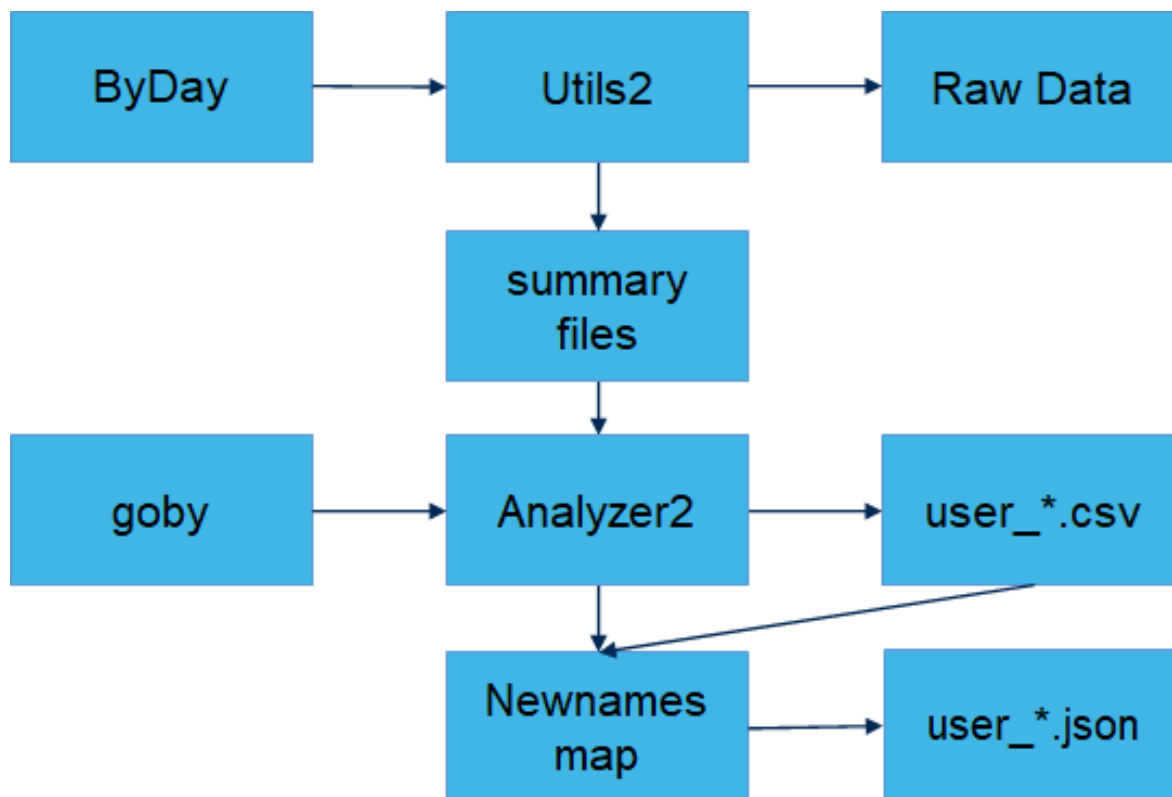 ByDay
Utils2
Raw Data
summary
files
goby
Analyzer2
user_*.csv
Newnames
map
user_*.json